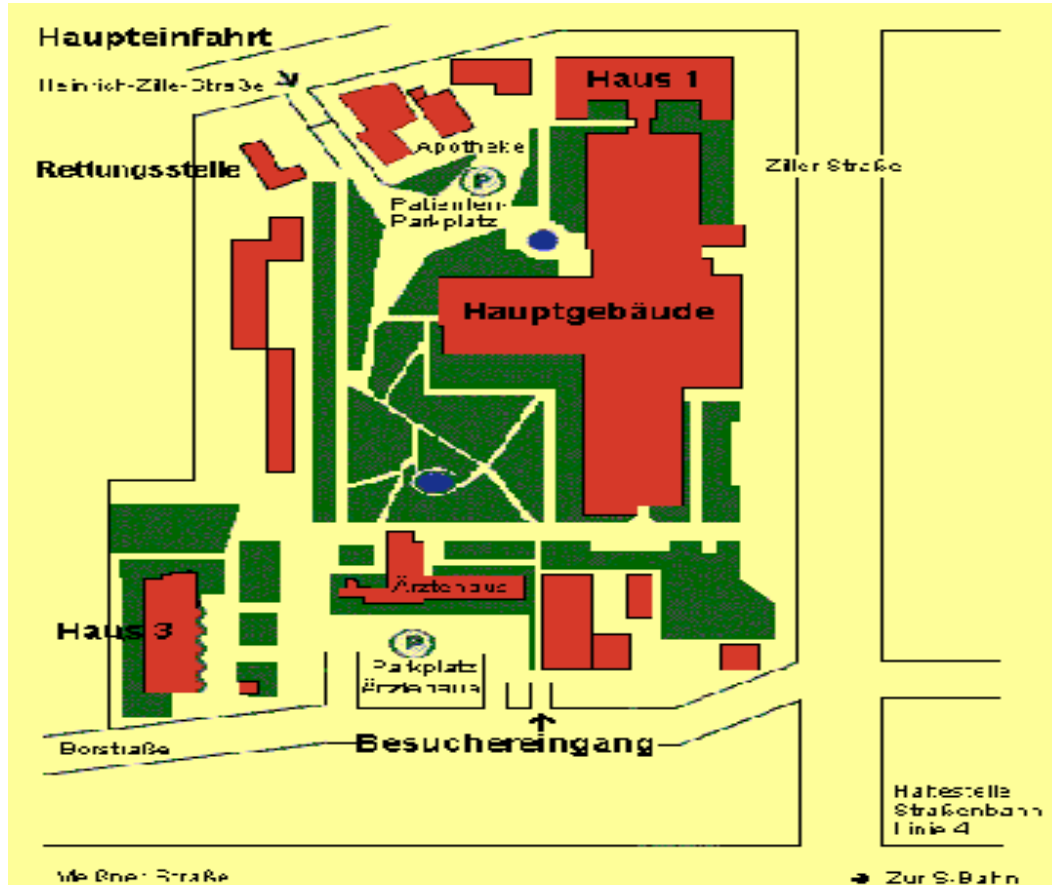 Haupteinfahrt
Heinrich-Ziller-Straße
Haus 1
Apotheke
Rettungsstelle
Ziller Straße
P
Patienten-
Parkplatz
Hauptgebäude
Ärztehaus
Haus 3
P
Parkplatz
Ärztehaus
Borstraße
Besuchereingang
Haltestelle
Straßenbahn
Linie 4
Meißner Straße
Zur S-Bahn